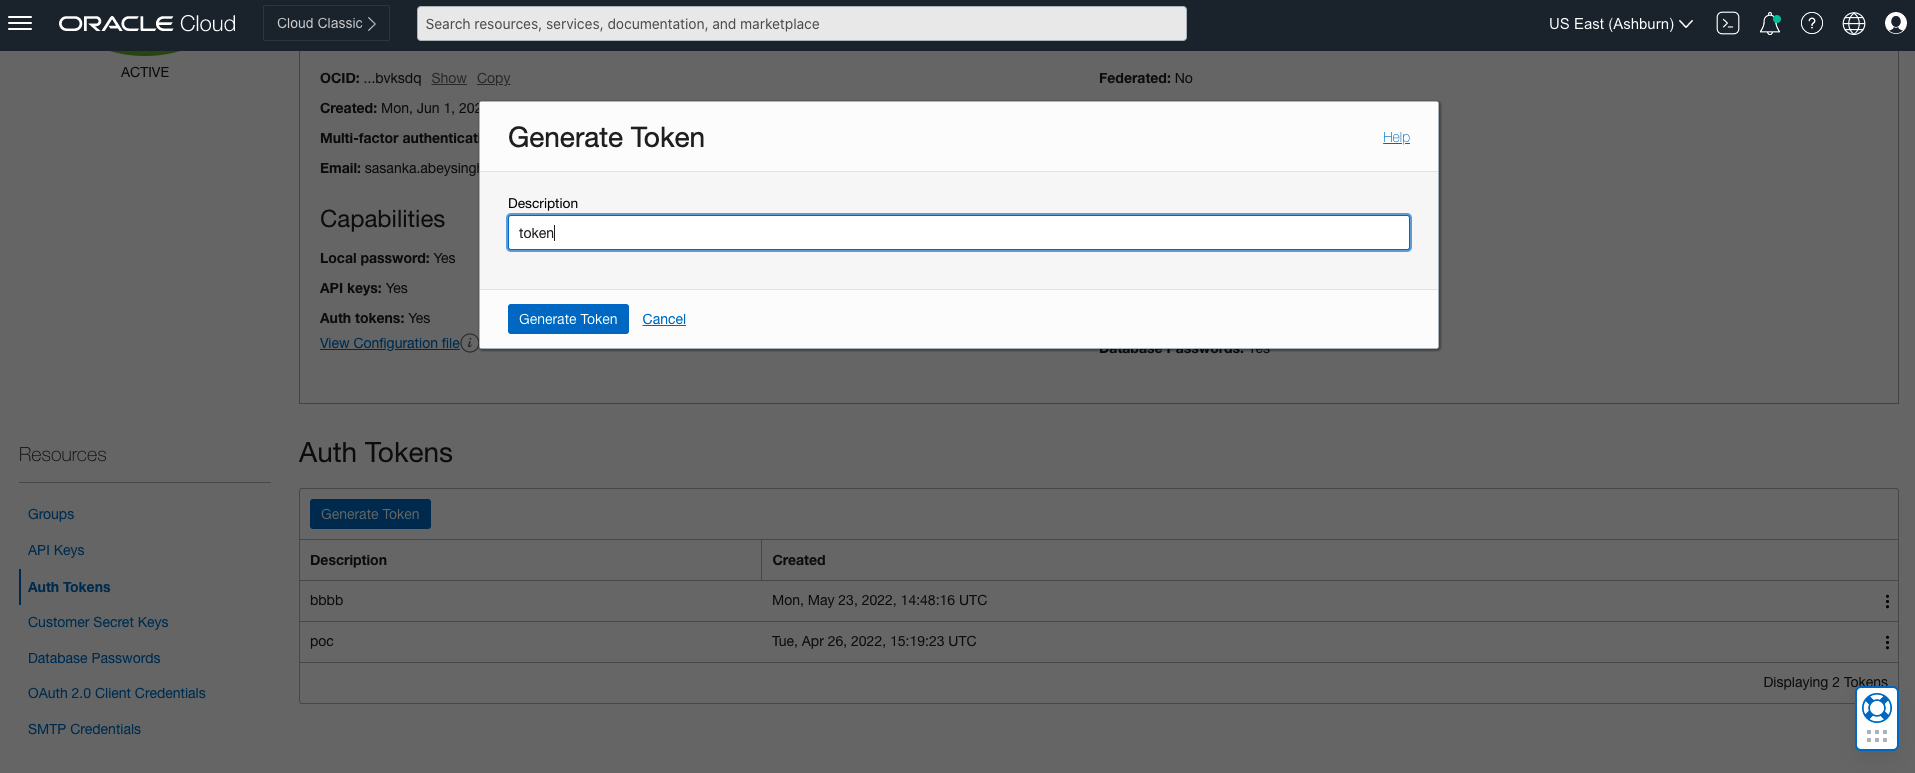 ORACLE Cloud
Cloud Classic
Search resources, services, documentation, and marketplace
US East (Ashburn)
ACTIVE
OCID: ...bvksdq Show Copy
Federated: No
Created: Mon, Jun 1, 202
Multi-factor authenticat
Email: sasanka.abeysingh
Generate Token
Help
Description
token
Generate Token
Cancel
Capabilities
Local password: Yes
API keys: Yes
Auth tokens: Yes
View Configuration file
Database Passwords: Yes
Resources
Groups
API Keys
Auth Tokens
Customer Secret Keys
Database Passwords
OAuth 2.0 Client Credentials
SMTP Credentials
Auth Tokens
Generate Token
Description Created
bbbb Mon, May 23, 2022, 14:48:16 UTC
poc Tue, Apr 26, 2022, 15:19:23 UTC
Displaying 2 Tokens